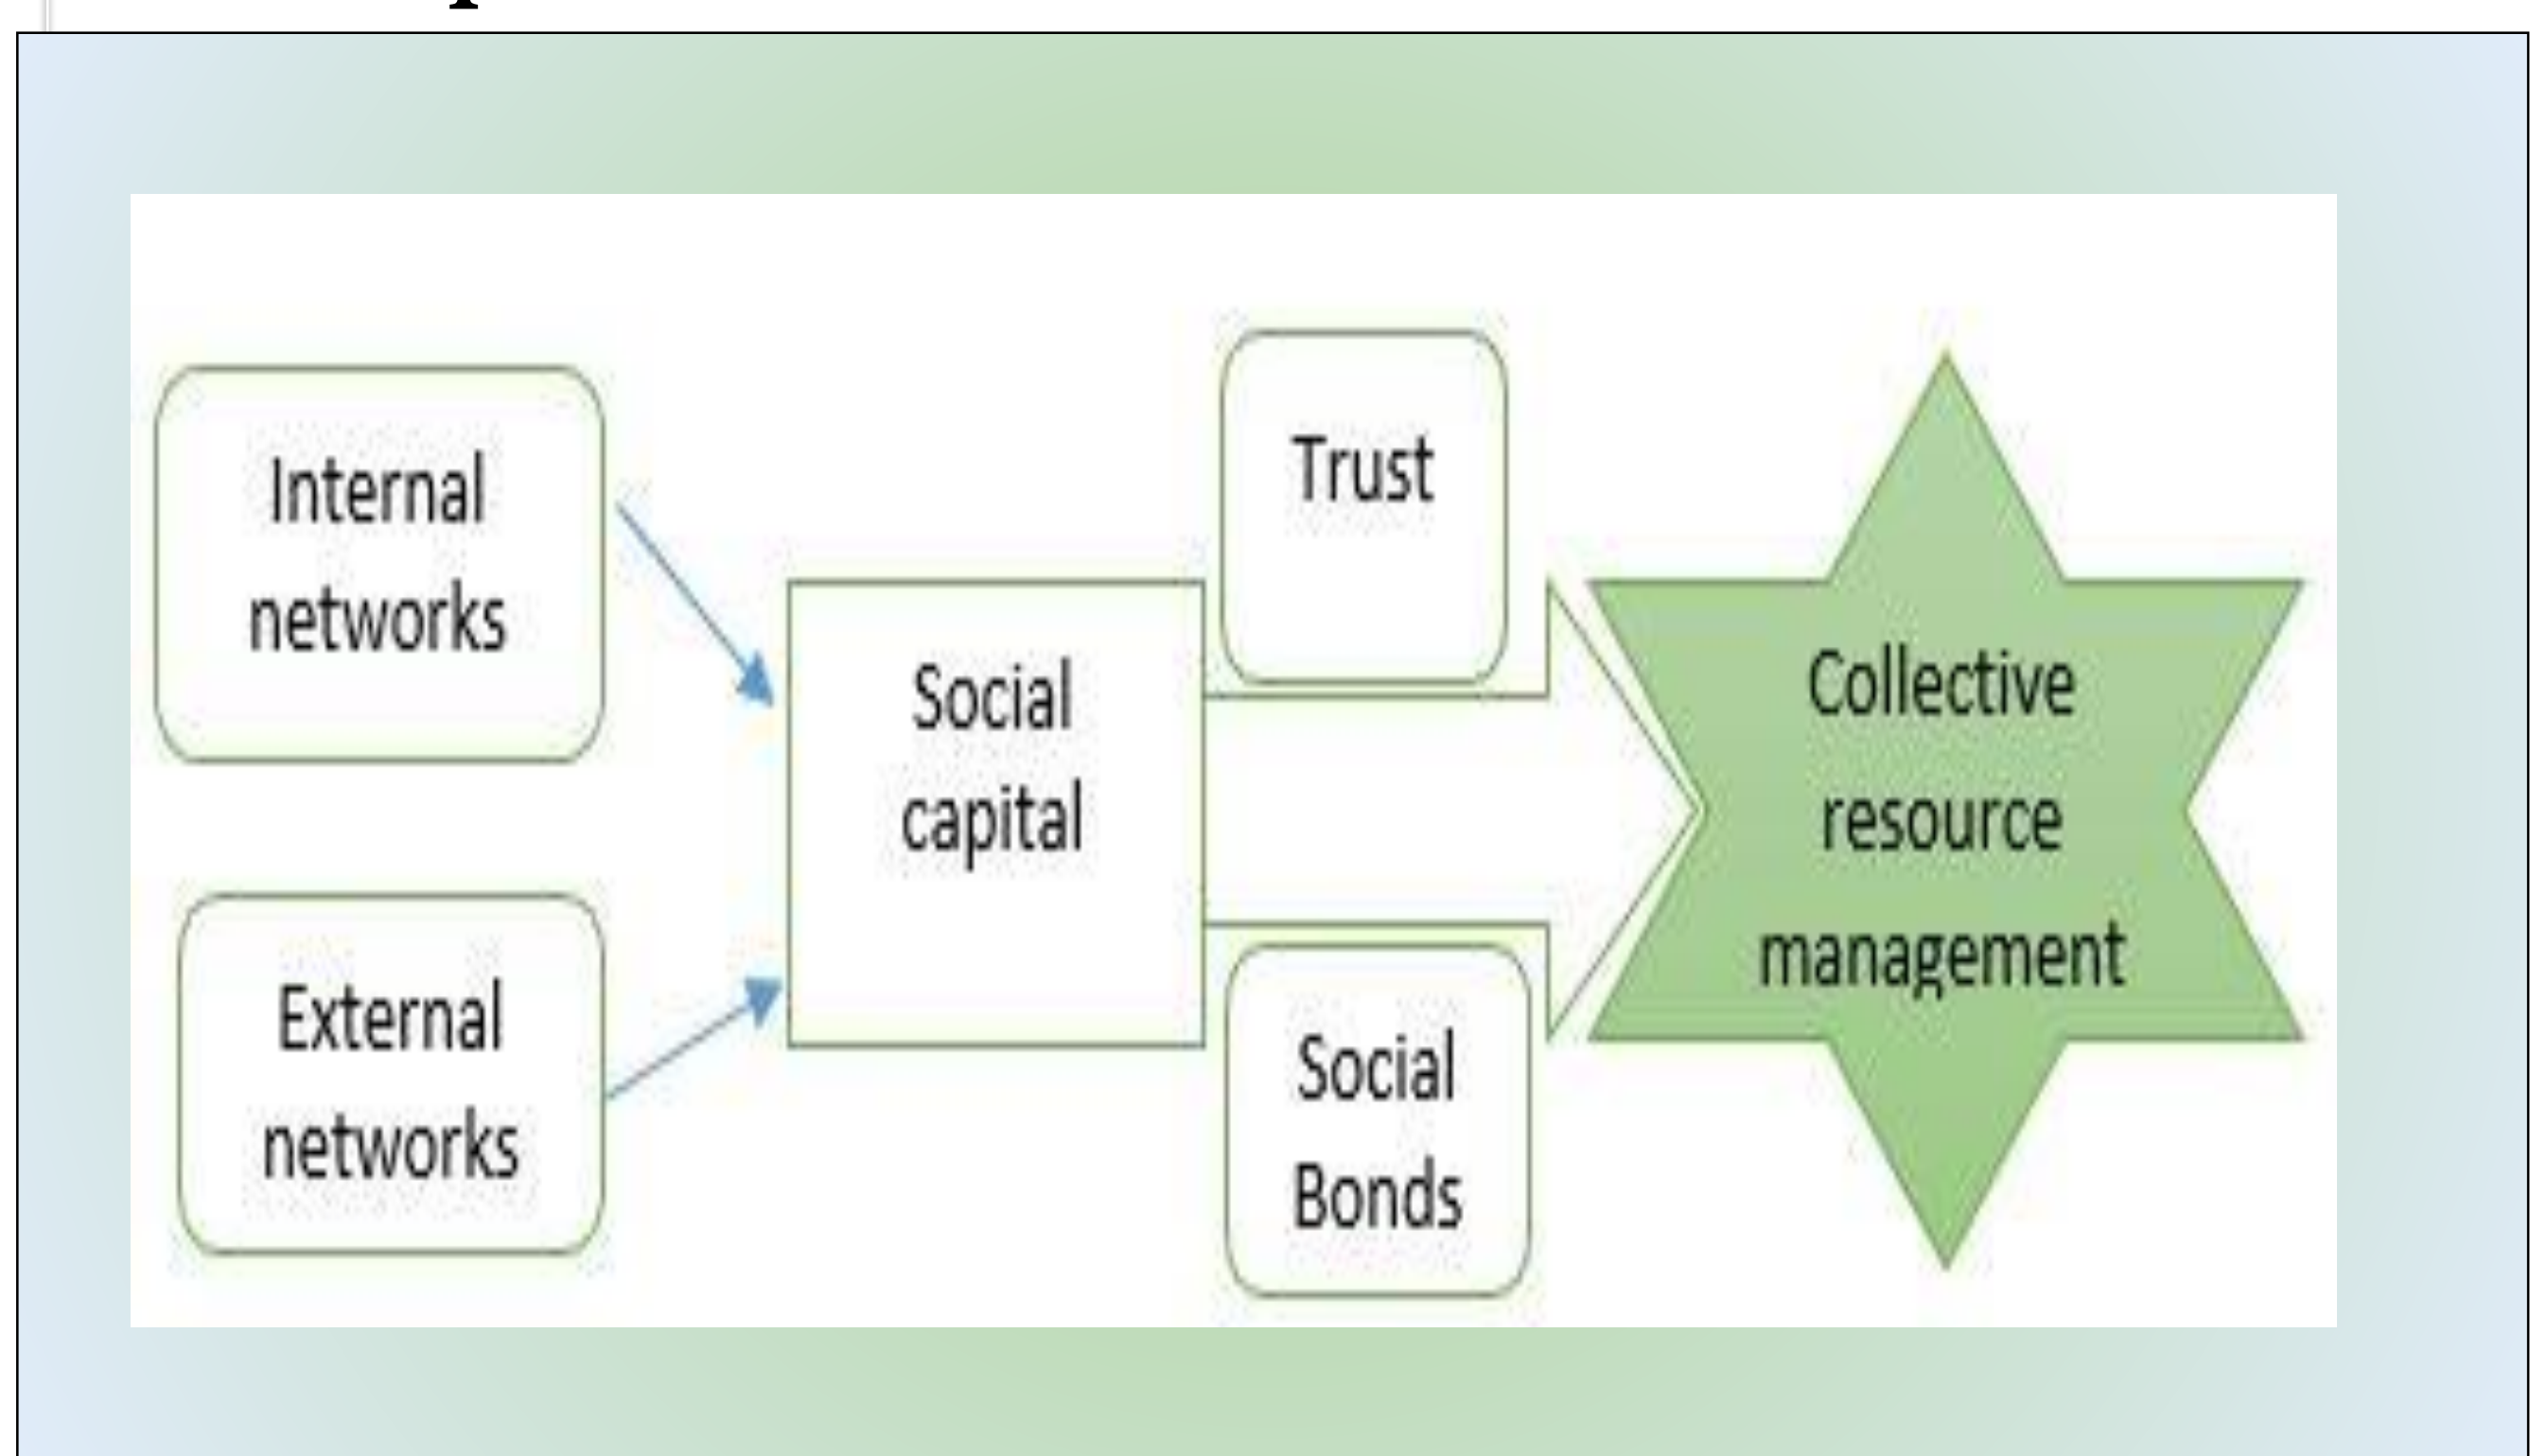 Internal
networks
External
networks
Social
capital
Trust
Social
Bonds
Collective
resource
management